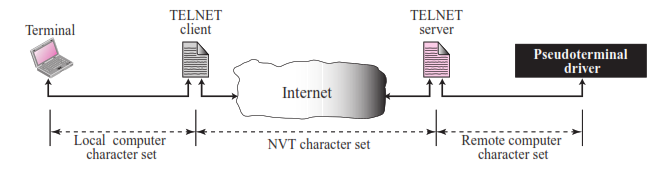 Terminal
TELNET
client
TELNET
server
Pseudoterminal
driver
Internet
Local computer
character set
NVT character set
Remote computer
character set